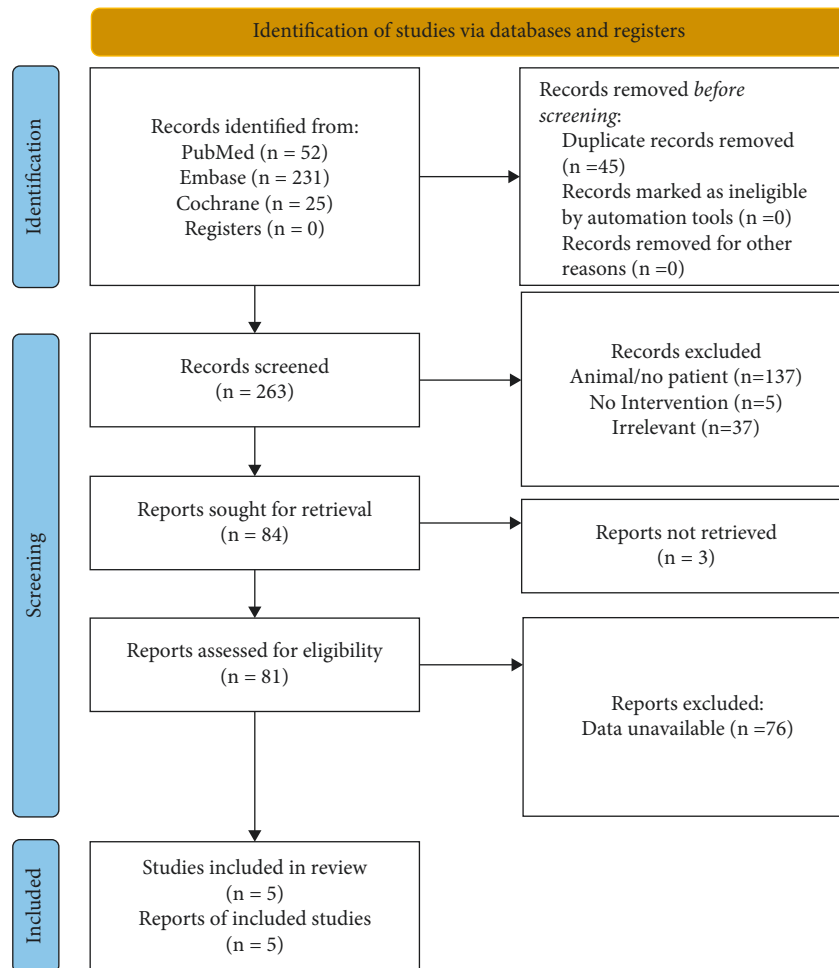 Identification of studies via databases and registers
Identification
Records identified from:
PubMed (n = 52)
Embase (n = 231)
Cochrane (n = 25)
Registers (n = 0)
Records removed before
screening:
Duplicate records removed
(n =45)
Records marked as ineligible
by automation tools (n =0)
Records removed for other
reasons (n =0)
Screening
Records screened
(n = 263)
Records excluded
Animal/no patient (n=137)
No Intervention (n=5)
Irrelevant (n=37)
Reports sought for retrieval
(n = 84)
Reports not retrieved
(n = 3)
Reports assessed for eligibility
(n = 81)
Reports excluded:
Data unavailable (n =76)
Included
Studies included in review
(n = 5)
Reports of included studies
(n = 5)